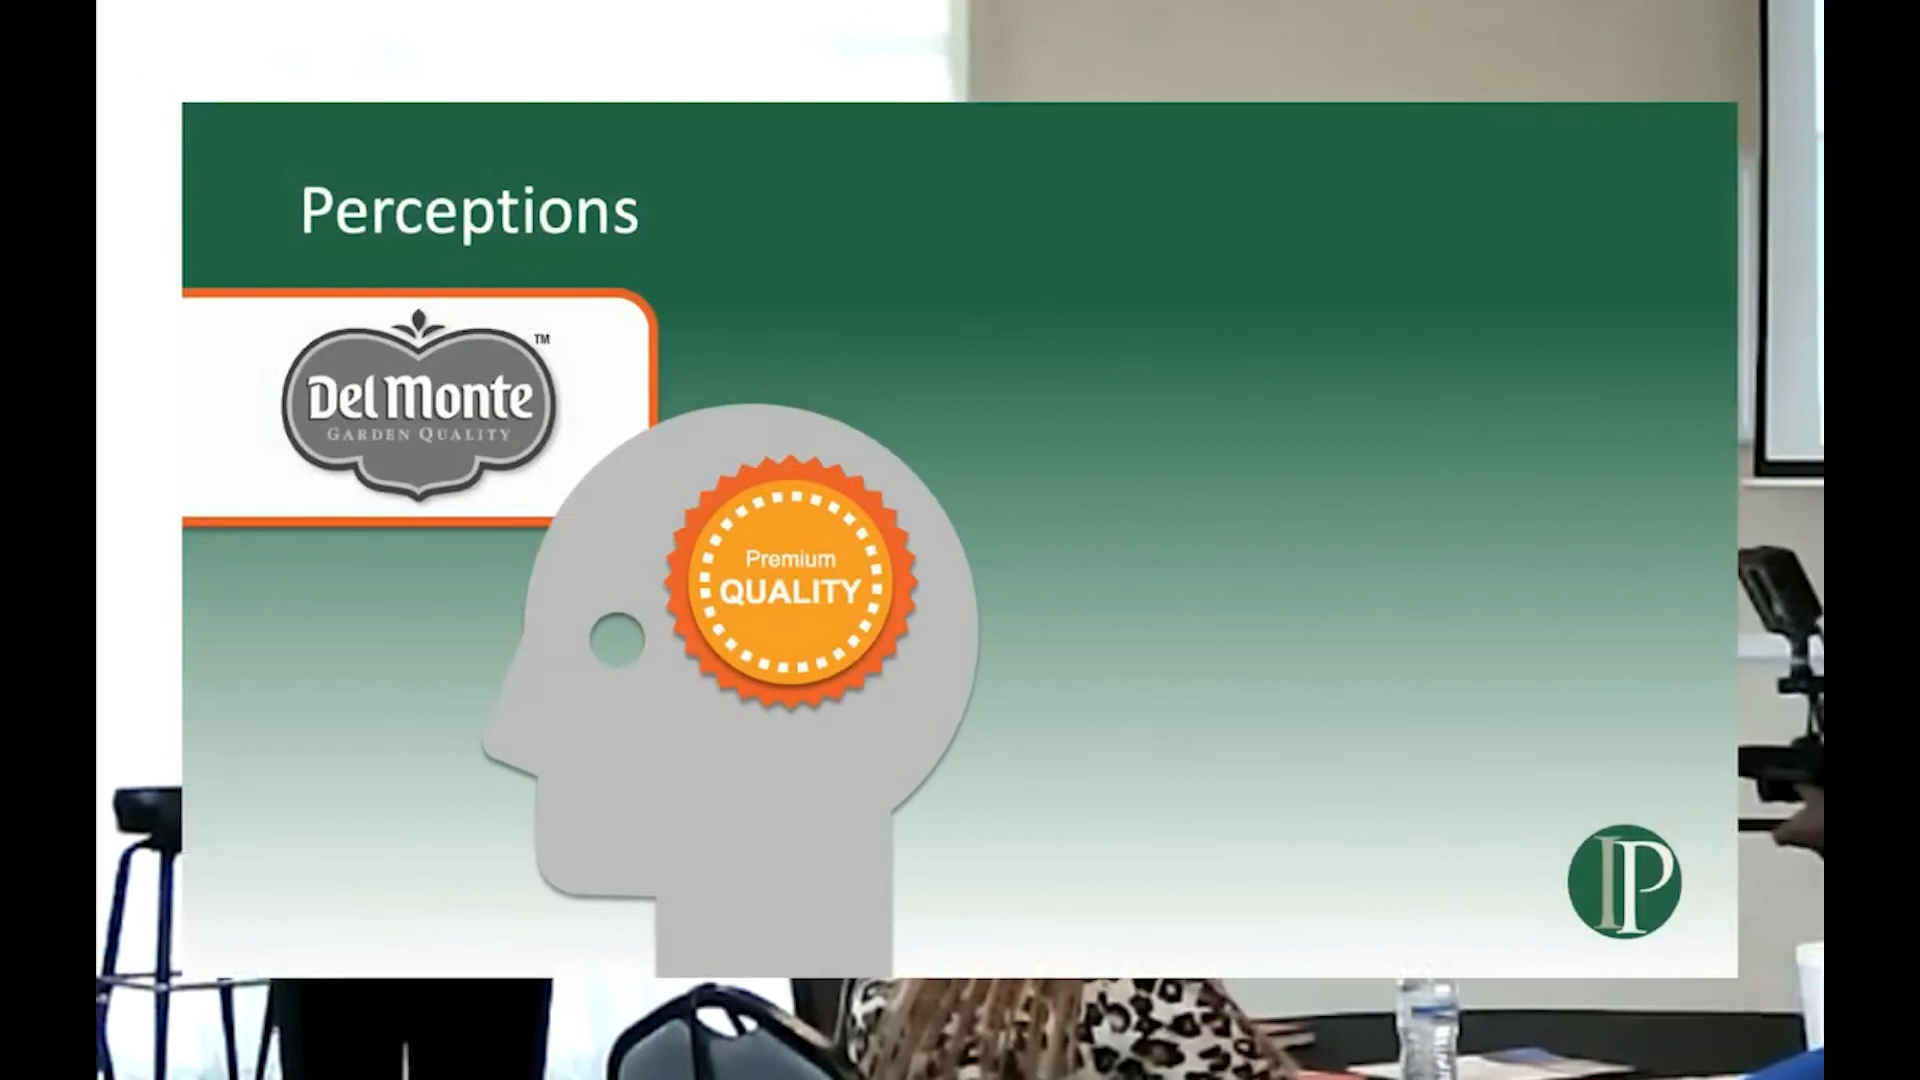 Perceptions
Del Monte
GARDEN QUALITY
TM
Premium
QUALITY
IP